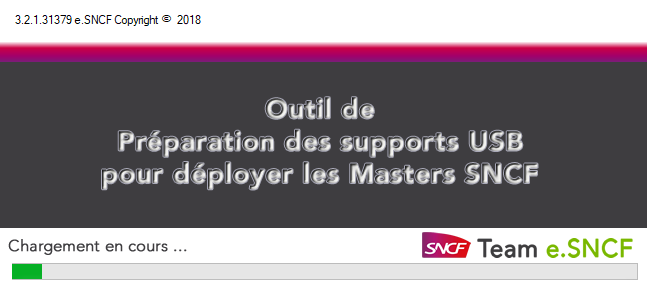 3.2.1.31379 e.SNCF Copyright © 2018
Outil de
Préparation des supports USB
pour déployer les Masters SNCF
Chargement en cours ...
SNCF Team e.SNCF